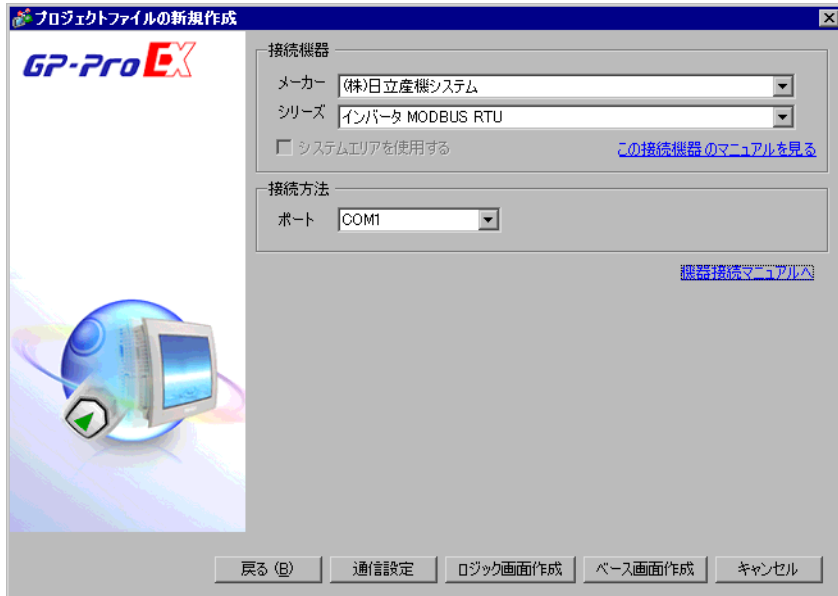 プロジェクトファイルの新規作成
GP-Pro EX
接続機器
メーカー (株)日立産機システム
シリーズ インバータ MODBUS RTU
システムエリアを使用する この接続機器のマニュアルを見る
接続方法
ポート COM1
機器接続マニュアルへ
戻る (B) 通信設定 ロジック画面作成 ベース画面作成 キャンセル